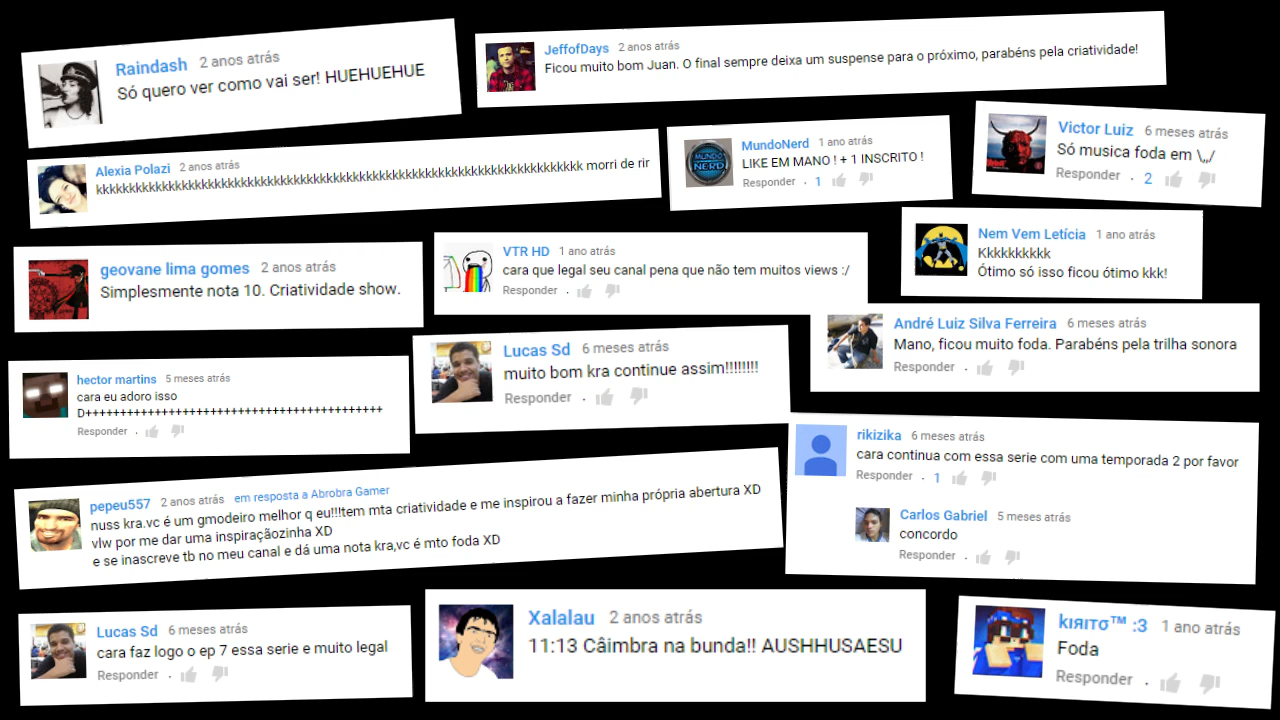 Raindash 2 anos atrás
Só quero ver como vai ser! HUEHUEHUE
JeffofDays 2 anos atrás
Ficou muito bom Juan. O final sempre deixa um suspense para o próximo, parabéns pela criatividade!
Alexia Polazi 2 anos atrás
kkkkkkkkkkkkkkkkkkkkkkkkkkkkkkkkkkkkkkkkkkkkkkkkkkkkkkkkkkkkkkkkkkkkkkkkkk morri de rir
MUNDO
NERD
MundoNerd 1 ano atrás
LIKE EM MANO ! + 1 INSCRITO !
Responder · 1
Victor Luiz 6 meses atrás
Só musica foda em \,,/
Responder · 2
geovane lima gomes 2 anos atrás
Simplesmente nota 10. Criatividade show.
VTR HD 1 ano atrás
cara que legal seu canal pena que não tem muitos views :/
Responder ·
Nem Vem Letícia 1 ano atrás
Kkkkkkkkkk
Ótimo só isso ficou ótimo kkk!
André Luiz Silva Ferreira 6 meses atrás
Mano, ficou muito foda. Parabéns pela trilha sonora
Responder ·
hector martins 5 meses atrás
cara eu adoro isso
D+++++++++++++++++++++++++++++++++++++++++++
Responder ·
Lucas Sd 6 meses atrás
muito bom kra continue assim!!!!!!!!
Responder ·
rikizika 6 meses atrás
cara continua com essa serie com uma temporada 2 por favor
Responder · 1
Carlos Gabriel 5 meses atrás
concordo
Responder ·
pepeu557 2 anos atrás em resposta a Abrobra Gamer
nuss kra.vc é um gmodeiro melhor q eu!!!tem mta criatividade e me inspirou a fazer minha própria abertura XD
vlw por me dar uma inspiraçãozinha XD
e se inascreve tb no meu canal e dá uma nota kra,vc é mto foda XD
Lucas Sd 6 meses atrás
cara faz logo o ep 7 essa serie e muito legal
Responder ·
Xalalau 2 anos atrás
11:13 Câimbra na bunda!! AUSHHUSAESU
kιяιтσ™ :3 1 ano atrás
Foda
Responder ·